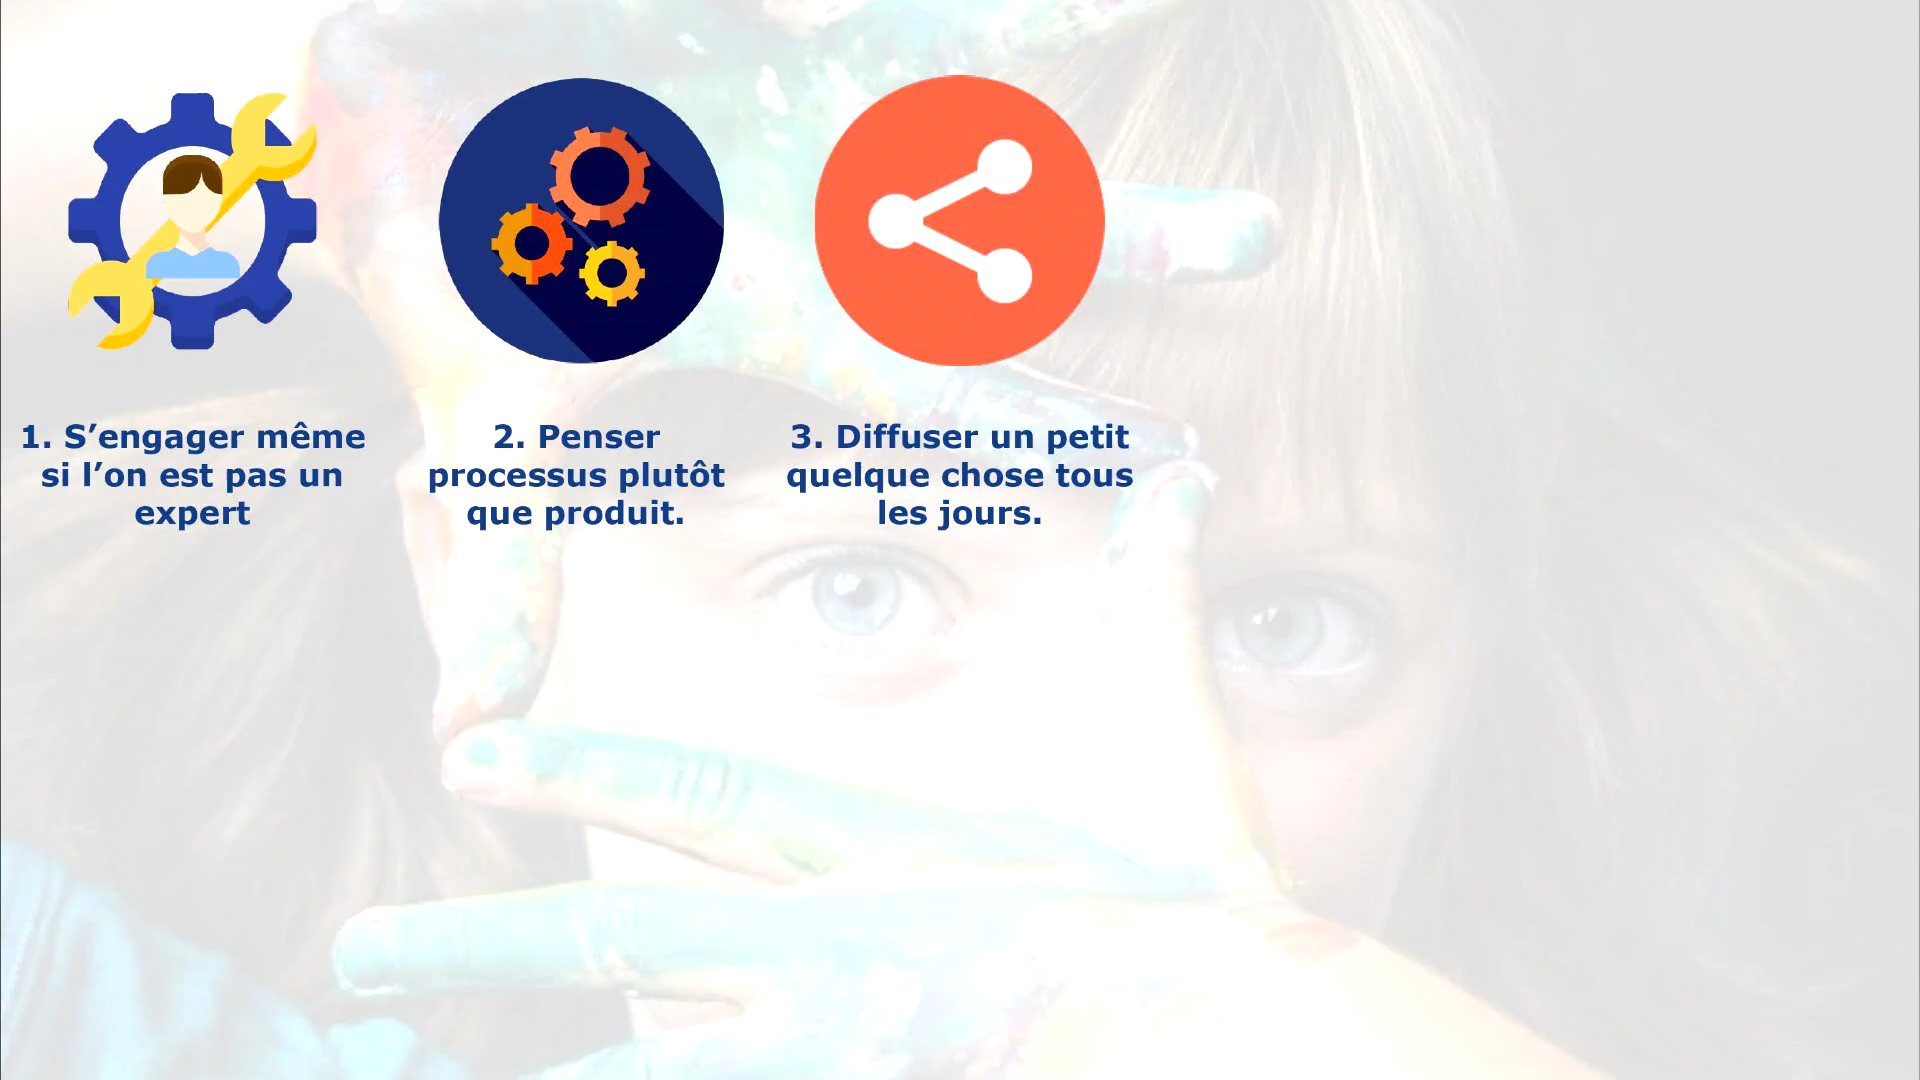 1. S’engager même
si l’on est pas un
expert
2. Penser
processus plutôt
que produit.
3. Diffuser un petit
quelque chose tous
les jours.